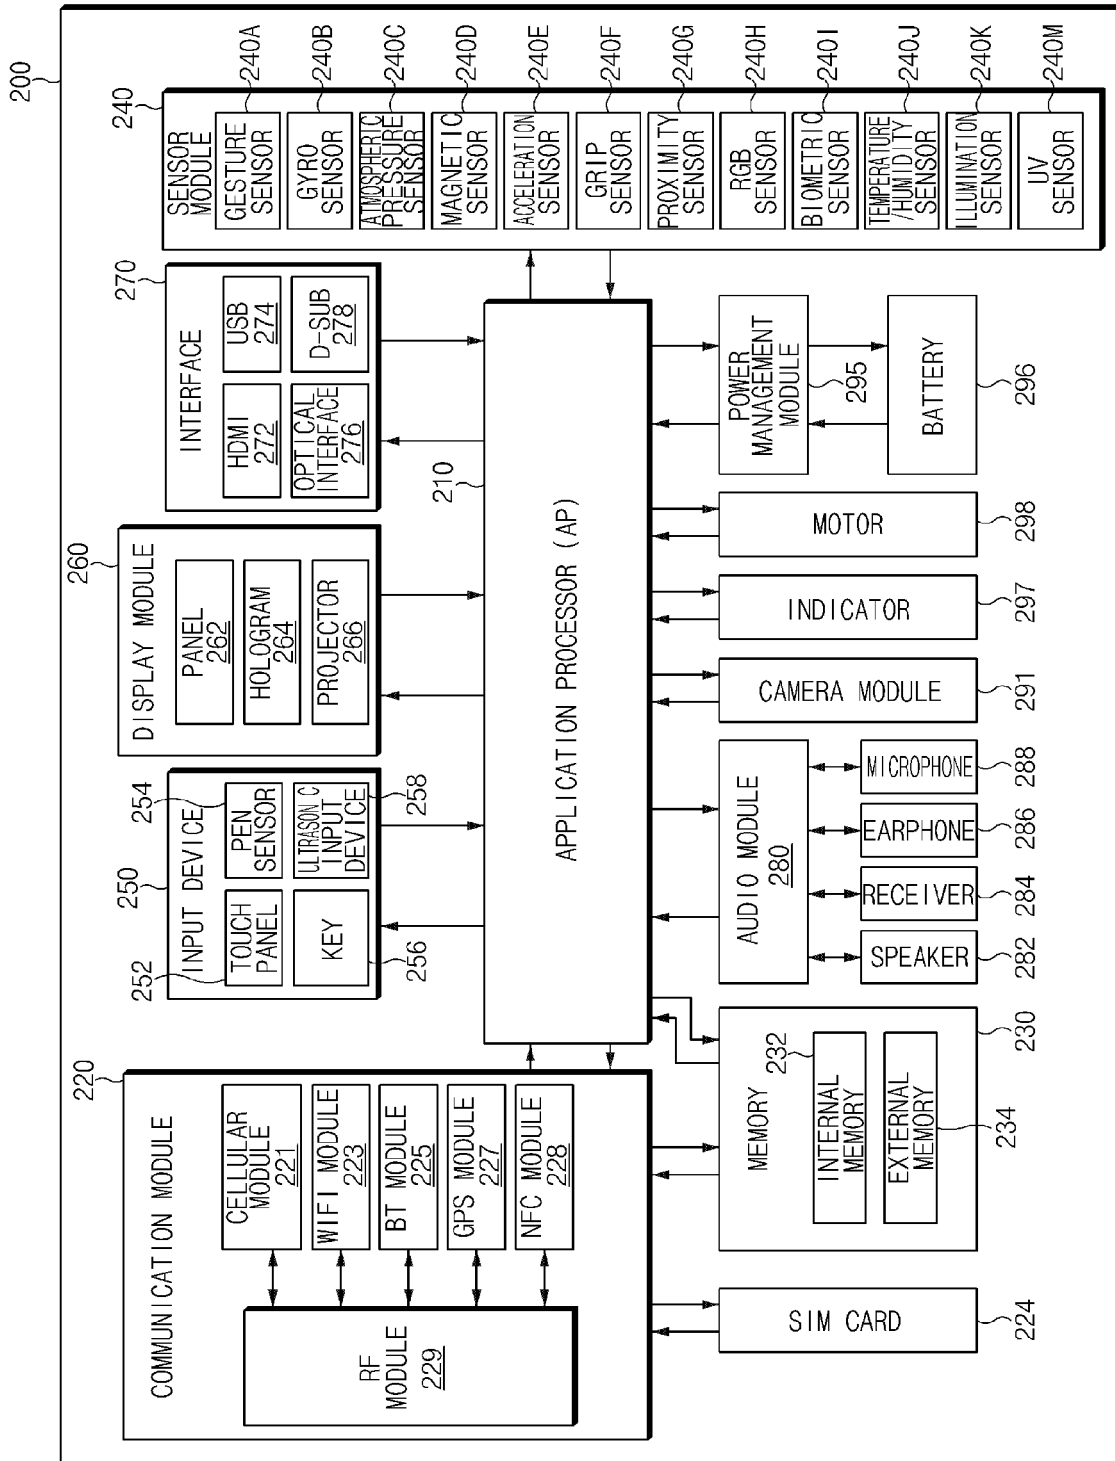 200
220
COMMUNICATION MODULE
CELLULAR
MODULE
221
WIFI MODULE
223
BT MODULE
225
GPS MODULE
227
NFC MODULE
228
RF
MODULE
229
250
INPUT DEVICE
252
TOUCH
PANEL
254
PEN
SENSOR
KEY
256
ULTRASONIC
INPUT
DEVICE
258
260
DISPLAY MODULE
PANEL
262
HOLOGRAM
264
PROJECTOR
266
270
INTERFACE
HDMI
272
USB
274
OPTICAL
INTERFACE
276
D-SUB
278
240
SENSOR
MODULE
GESTURE
SENSOR
240A
GYRO
SENSOR
240B
ATMOSPHERIC
PRESSURE
SENSOR
240C
MAGNETIC
SENSOR
240D
ACCELERATION
SENSOR
240E
GRIP
SENSOR
240F
PROXIMITY
SENSOR
240G
RGB
SENSOR
240H
BIOMETRIC
SENSOR
240I
TEMPERATURE
/HUMIDITY
SENSOR
240J
ILLUMINATION
SENSOR
240K
UV
SENSOR
240M
210
APPLICATION PROCESSOR (AP)
SIM CARD
224
MEMORY
230
232
INTERNAL
MEMORY
EXTERNAL
MEMORY
234
AUDIO MODULE
280
SPEAKER
282
RECEIVER
284
EARPHONE
286
MICROPHONE
288
CAMERA MODULE
291
INDICATOR
297
MOTOR
298
POWER
MANAGEMENT
MODULE
295
BATTERY
296